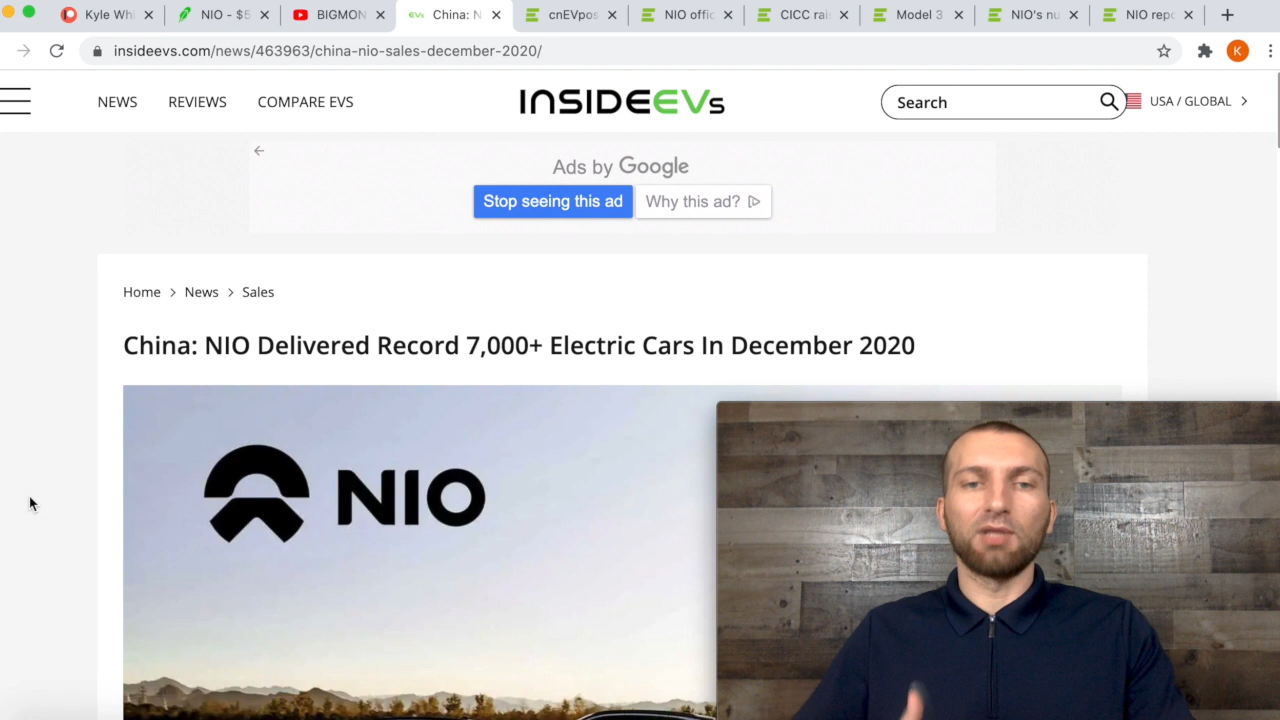 Kyle Whi
NIO - $5
BIGMON
China: N
cnEVpos
NIO offic
CICC rai
Model 3
NIO's nu
NIO repo
insideevs.com/news/463963/china-nio-sales-december-2020/
K
NEWS
REVIEWS
COMPARE EVS
INSIDEEVs
Search
USA / GLOBAL
Ads by Google
Stop seeing this ad
Why this ad?
Home > News > Sales
China: NIO Delivered Record 7,000+ Electric Cars In December 2020
NIO